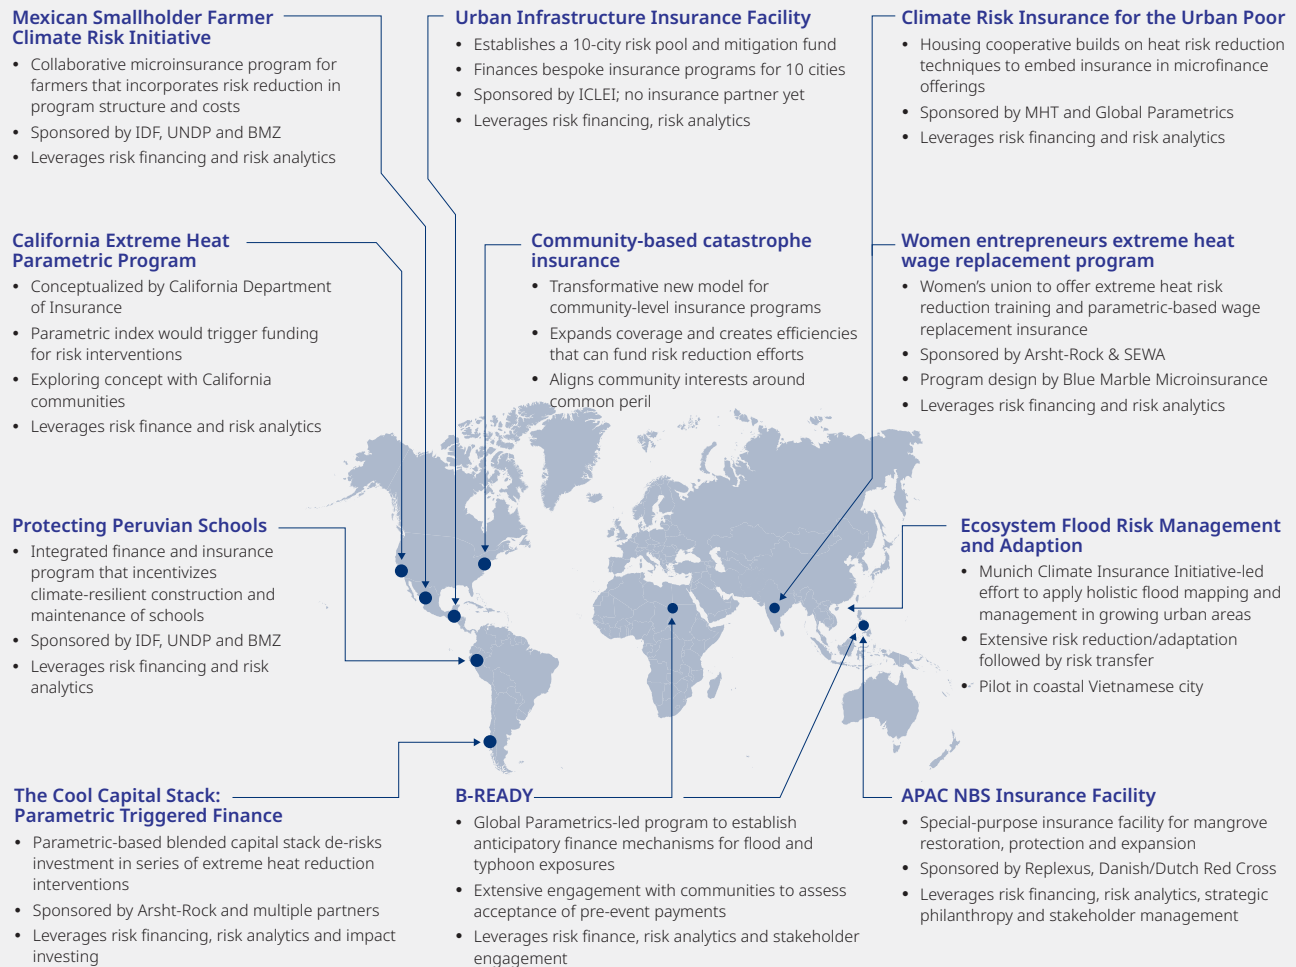 Mexican Smallholder Farmer
Climate Risk Initiative
• Collaborative microinsurance program for
farmers that incorporates risk reduction in
program structure and costs
• Sponsored by IDF, UNDP and BMZ
• Leverages risk financing and risk analytics
Urban Infrastructure Insurance Facility
• Establishes a 10-city risk pool and mitigation fund
• Finances bespoke insurance programs for 10 cities
• Sponsored by ICLEI; no insurance partner yet
• Leverages risk financing, risk analytics
Climate Risk Insurance for the Urban Poor
• Housing cooperative builds on heat risk reduction
techniques to embed insurance in microfinance
offerings
• Sponsored by MHT and Global Parametrics
• Leverages risk financing and risk analytics
California Extreme Heat
Parametric Program
• Conceptualized by California Department
of Insurance
• Parametric index would trigger funding
for risk interventions
• Exploring concept with California
communities
• Leverages risk finance and risk analytics
Community-based catastrophe
insurance
• Transformative new model for
community-level insurance programs
• Expands coverage and creates efficiencies
that can fund risk reduction efforts
• Aligns community interests around
common peril
Women entrepreneurs extreme heat
wage replacement program
• Women's union to offer extreme heat risk
reduction training and parametric-based wage
replacement insurance
• Sponsored by Arsht-Rock & SEWA
• Program design by Blue Marble Microinsurance
• Leverages risk financing and risk analytics
Protecting Peruvian Schools
• Integrated finance and insurance
program that incentivizes
climate-resilient construction and
maintenance of schools
• Sponsored by IDF, UNDP and BMZ
• Leverages risk financing and risk
analytics
Ecosystem Flood Risk Management
and Adaption
• Munich Climate Insurance Initiative-led
effort to apply holistic flood mapping and
management in growing urban areas
• Extensive risk reduction/adaptation
followed by risk transfer
• Pilot in coastal Vietnamese city
The Cool Capital Stack:
Parametric Triggered Finance
• Parametric-based blended capital stack de-risks
investment in series of extreme heat reduction
interventions
• Sponsored by Arsht-Rock and multiple partners
• Leverages risk financing, risk analytics and impact
investing
B-READY
• Global Parametrics-led program to establish
anticipatory finance mechanisms for flood and
typhoon exposures
• Extensive engagement with communities to assess
acceptance of pre-event payments
• Leverages risk finance, risk analytics and stakeholder
engagement
APAC NBS Insurance Facility
• Special-purpose insurance facility for mangrove
restoration, protection and expansion
• Sponsored by Replexus, Danish/Dutch Red Cross
• Leverages risk financing, risk analytics, strategic
philanthropy and stakeholder management